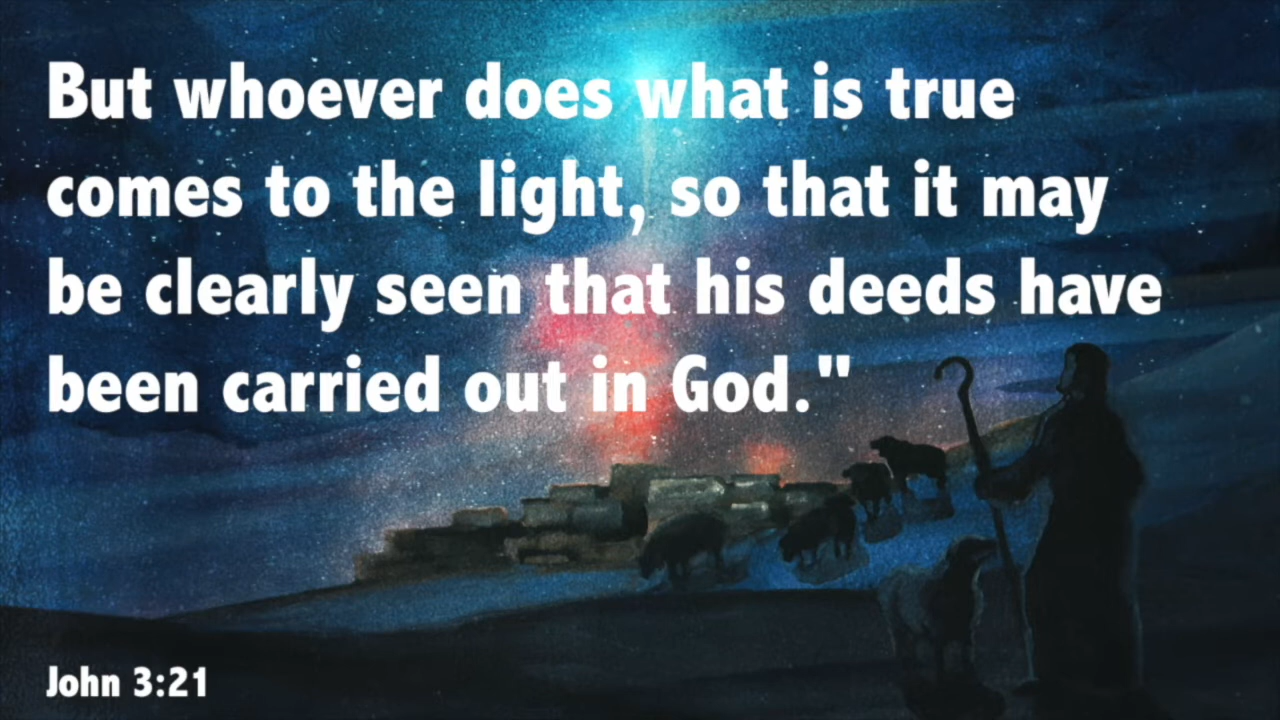 But whoever does what is true
comes to the light, so that it may
be clearly seen that his deeds have
been carried out in God."
John 3:21